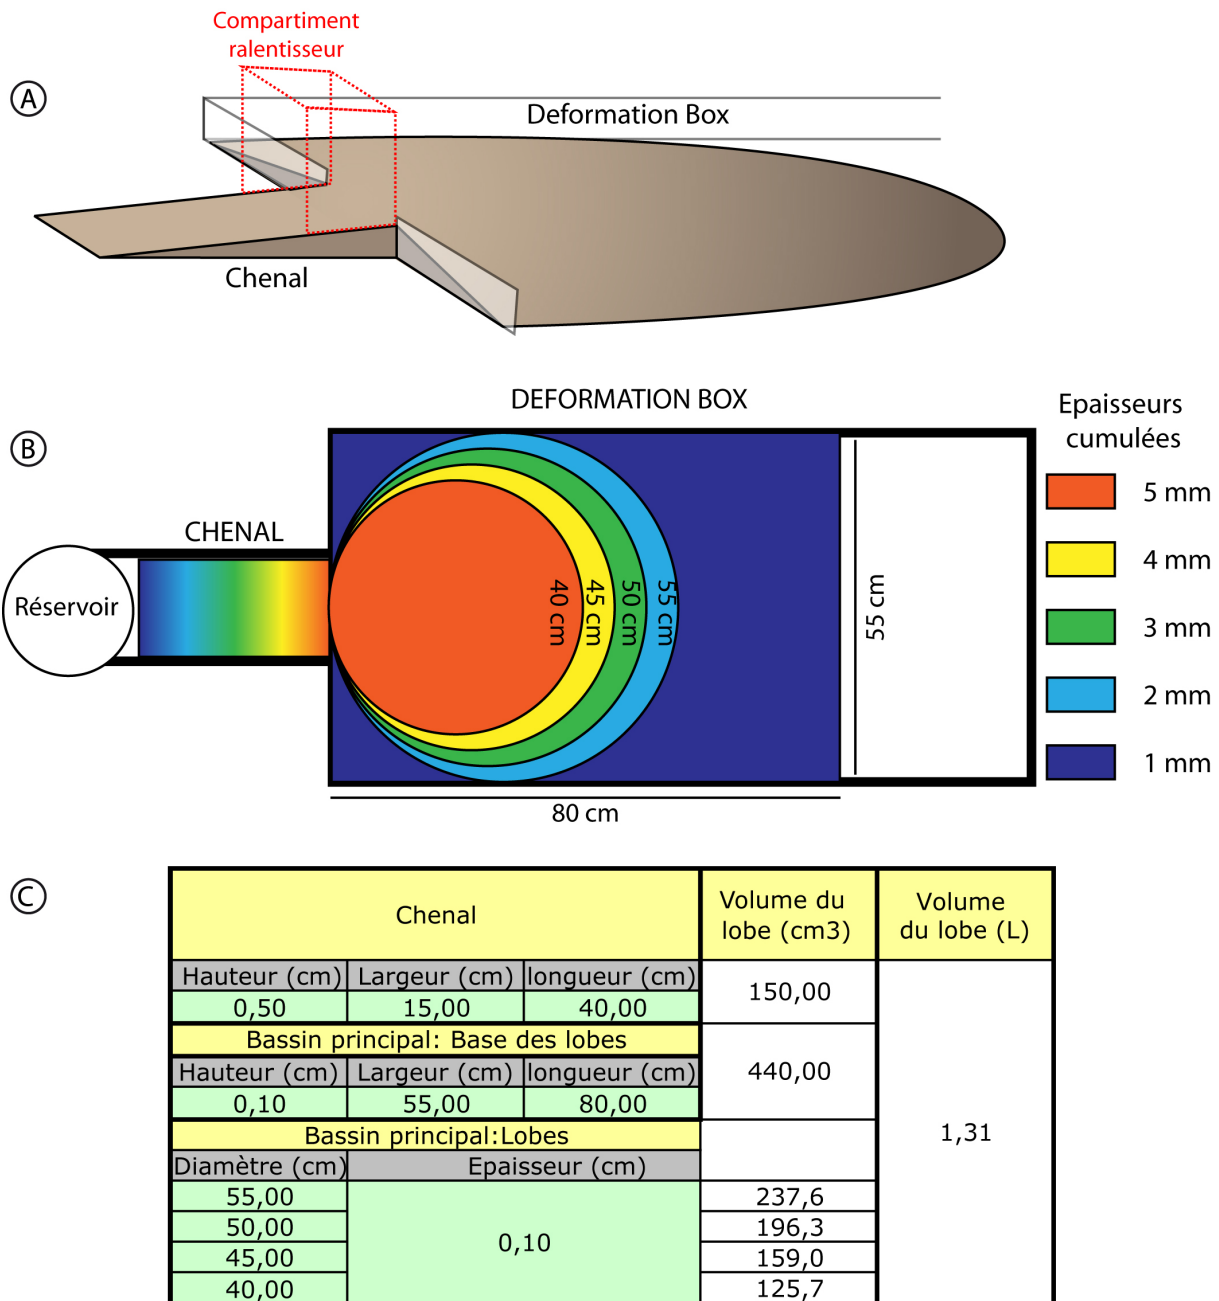 Compartiment
ralentisseur
A
Deformation Box
Chenal
DEFORMATION BOX
B
Epaisseurs
cumulées
5 mm
CHENAL
4 mm
Réservoir
40 cm
45 cm
50 cm
55 cm
55 cm
3 mm
2 mm
1 mm
80 cm
C
Chenal
Volume du
lobe (cm3)
Volume
du lobe (L)
Hauteur (cm) Largeur (cm) longueur (cm)
150,00
0,50 15,00 40,00
Bassin principal: Base des lobes
Hauteur (cm) Largeur (cm) longueur (cm)
440,00
0,10 55,00 80,00
Bassin principal:Lobes
1,31
Diamètre (cm) Epaisseur (cm)
55,00 237,6
50,00 196,3
0,10
45,00 159,0
40,00 125,7